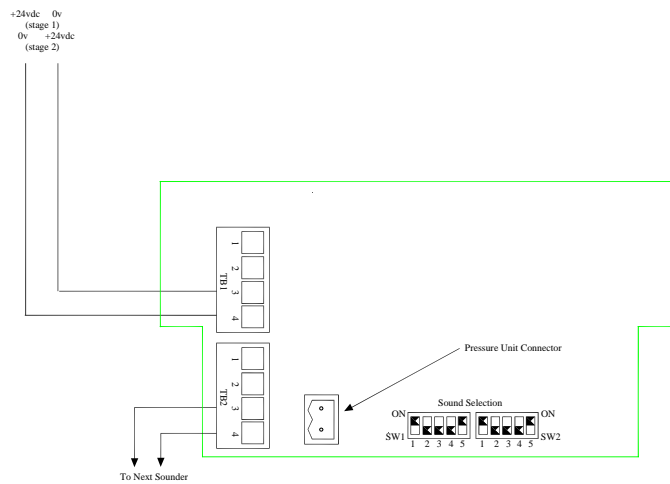 +24vdc 0v
(stage 1)
0v +24vdc
(stage 2)
1
2
3
4
TB1
1
2
3
4
TB2
Pressure Unit Connector
Sound Selection
ON
ON
SW1
1 2 3 4 5
1 2 3 4 5
SW2
To Next Sounder